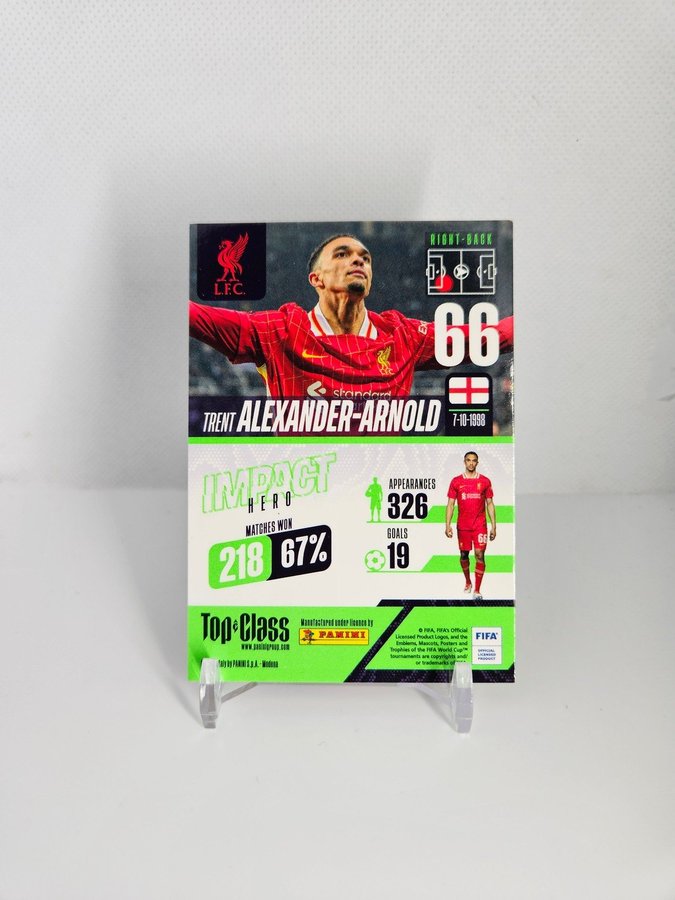 L.F.C.
RIGHT-BACK
66
TRENT ALEXANDER-ARNOLD
7-10-1998
IMPACT
HERO
MATCHES WON
218 67%
APPEARANCES
326
GOALS
19
66
standard
Top Class
www.paninigroup.com
Italy by PANINI S.p.A. - Modena
Manufactured under licence by
PANINI
© FIFA, FIFA's Official
Licensed Product Logos, and the
Emblems, Mascots, Posters and
Trophies of the FIFA World Cup™
tournaments are copyrights and/
or trademarks of
FIFA
OFFICIAL
LICENSED
PRODUCT